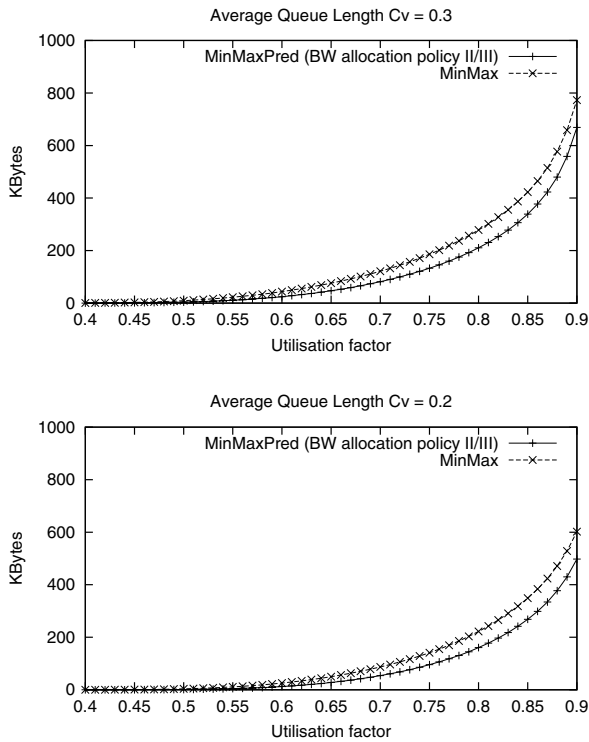 Average Queue Length Cv = 0.3
1000
800
600
400
200
0
KBytes
MinMaxPred (BW allocation policy II/III)
MinMax
0.4 0.45 0.5 0.55 0.6 0.65 0.7 0.75 0.8 0.85 0.9
Utilisation factor
Average Queue Length Cv = 0.2
1000
800
600
400
200
0
KBytes
MinMaxPred (BW allocation policy II/III)
MinMax
0.4 0.45 0.5 0.55 0.6 0.65 0.7 0.75 0.8 0.85 0.9
Utilisation factor